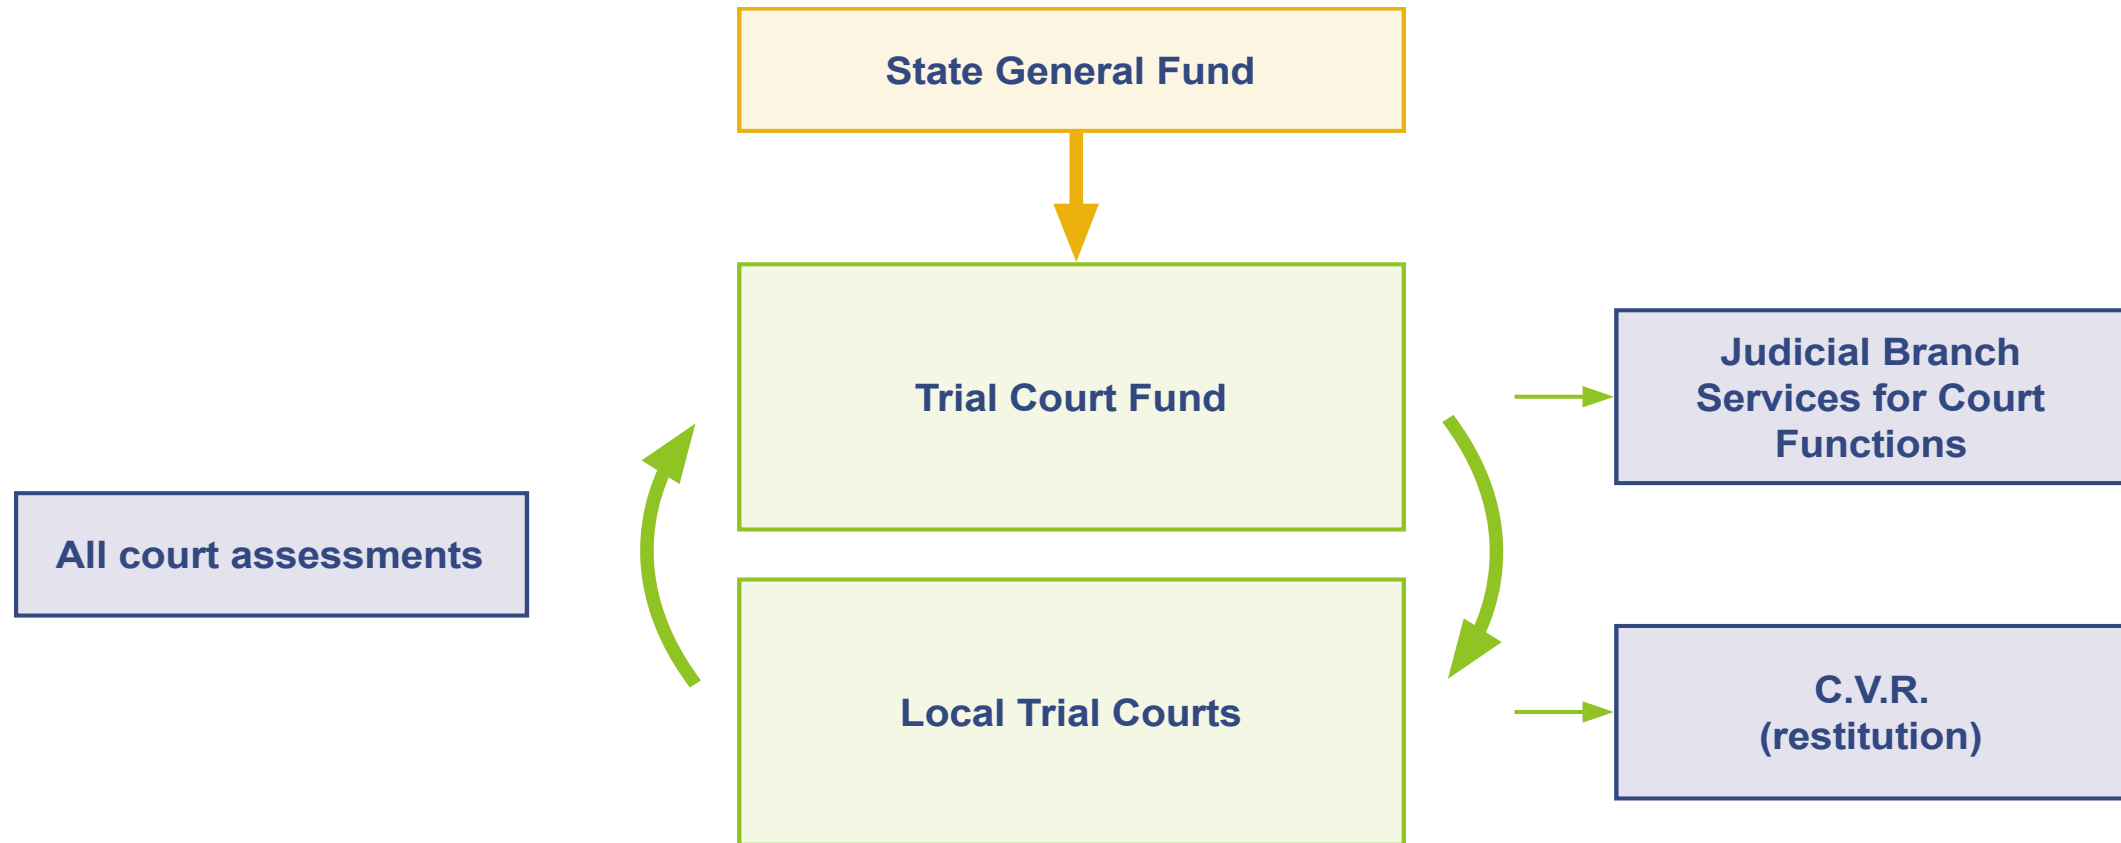 State General Fund
Trial Court Fund
Judicial Branch
Services for Court
Functions
All court assessments
Local Trial Courts
C.V.R.
(restitution)